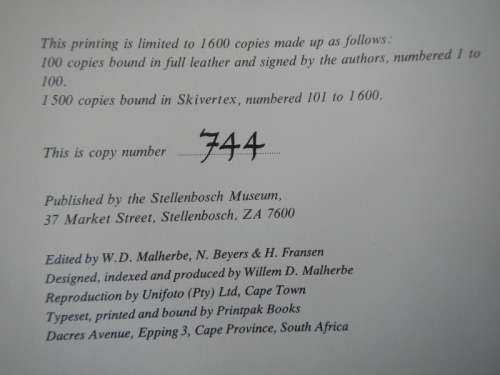 This printing is limited to 1600 copies made up as follows:
100 copies bound in full leather and signed by the authors, numbered 1 to
100.
1500 copies bound in Skivertex, numbered 101 to 1600.
This is copy number 744
Published by the Stellenbosch Museum,
37 Market Street, Stellenbosch, ZA 7600
Edited by W.D. Malherbe, N. Beyers & H. Fransen
Designed, indexed and produced by Willem D. Malherbe
Reproduction by Unifoto (Pty) Ltd, Cape Town
Typeset, printed and bound by Printpak Books
Dacres Avenue, Epping 3, Cape Province, South Africa